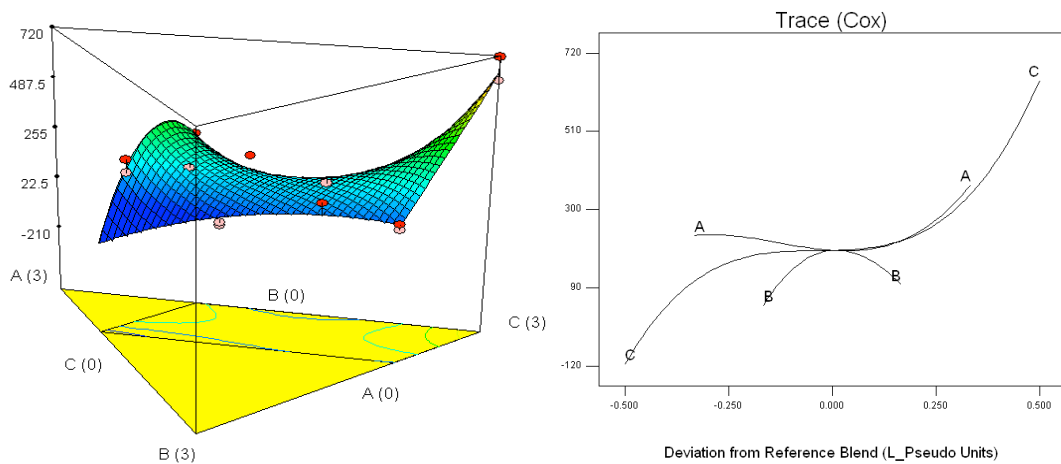 720
487.5
255
22.5
-210
A (3)
B (0)
C (3)
C (0)
A (0)
B (3)
Trace (Cox)
720
510
300
90
-120
C
A
A
B
B
C
-0.500
-0.250
0.000
0.250
0.500
Deviation from Reference Blend (L_Pseudo Units)